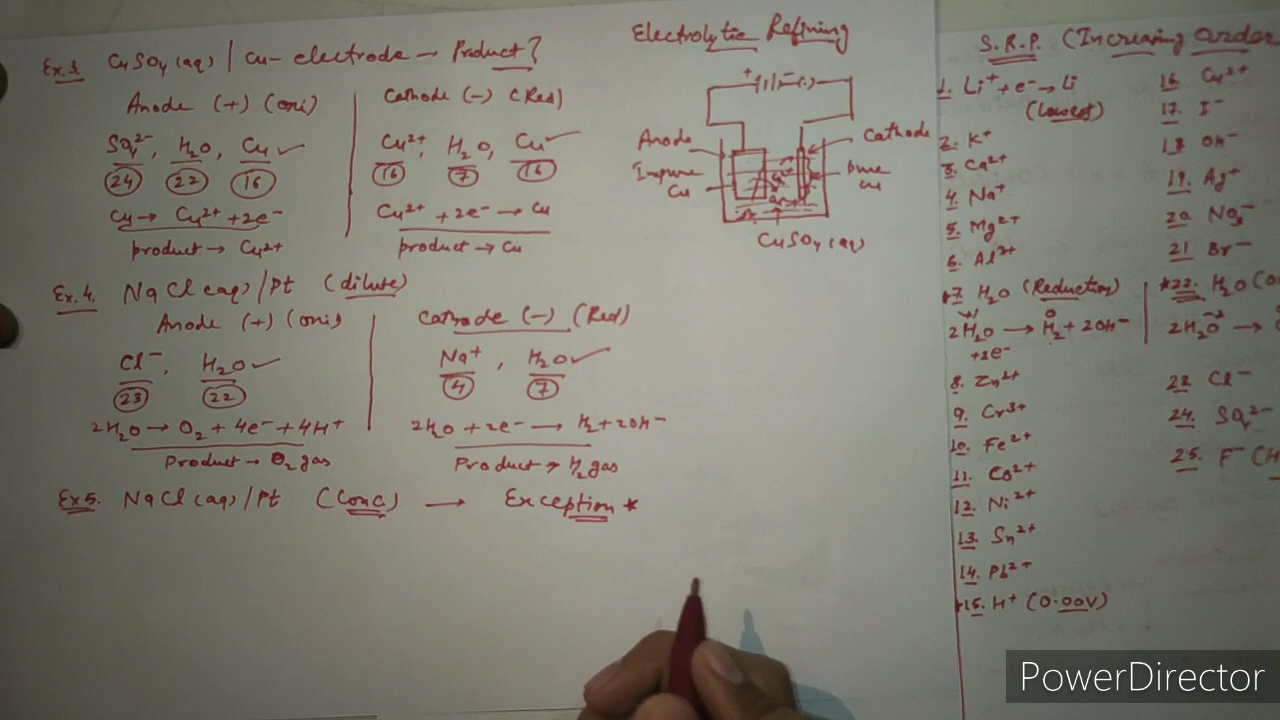 Ex.3 CuSO4(aq) | Cu-electrode → Product?
Anode (+) (oxi)
Cathode (-) (Red)
SO4^2-, H2O, Cu ✓
24 22 16
Cu^2+, H2O, Cu ✓
16 7 16
Cu → Cu^2+ + 2e-
product → Cu^2+
Cu^2+ + 2e- → Cu
product → Cu
Ex.4. NaCl(aq)/Pt (dilute)
Anode (+) (oxi)
Cathode (-) (Red)
Cl-, H2O ✓
23 22
Na+, H2O ✓
4 7
2H2O → O2 + 4e- + 4H+
Product → O2 gas
2H2O + 2e- → H2 + 2OH-
Product → H2 gas
Ex5. NaCl(aq)/Pt (Conc) → Exception *
Electrolytic Refining
+ -
Anode
Impure
Cu
Cathode
pure
Cu
CuSO4(aq)
S.R.P. (Increasing Order
1. Li+ + e- → Li
(lowest)
2. K+
3. Ca2+
4. Na+
5. Mg2+
6. Al3+
*7. H2O (Reduction)
2H2O → H2 + 2OH-
+2e-
8. Zn2+
9. Cr3+
10. Fe2+
11. Co2+
12. Ni2+
13. Sn2+
14. Pb2+
*15. H+ (0.00V)
16. Cu2+
17. I-
18. OH-
19. Ag+
20. NO3-
21. Br-
*22. H2O
2H2O →
Cl-
24. SO4^2-
25. F-
PowerDirector